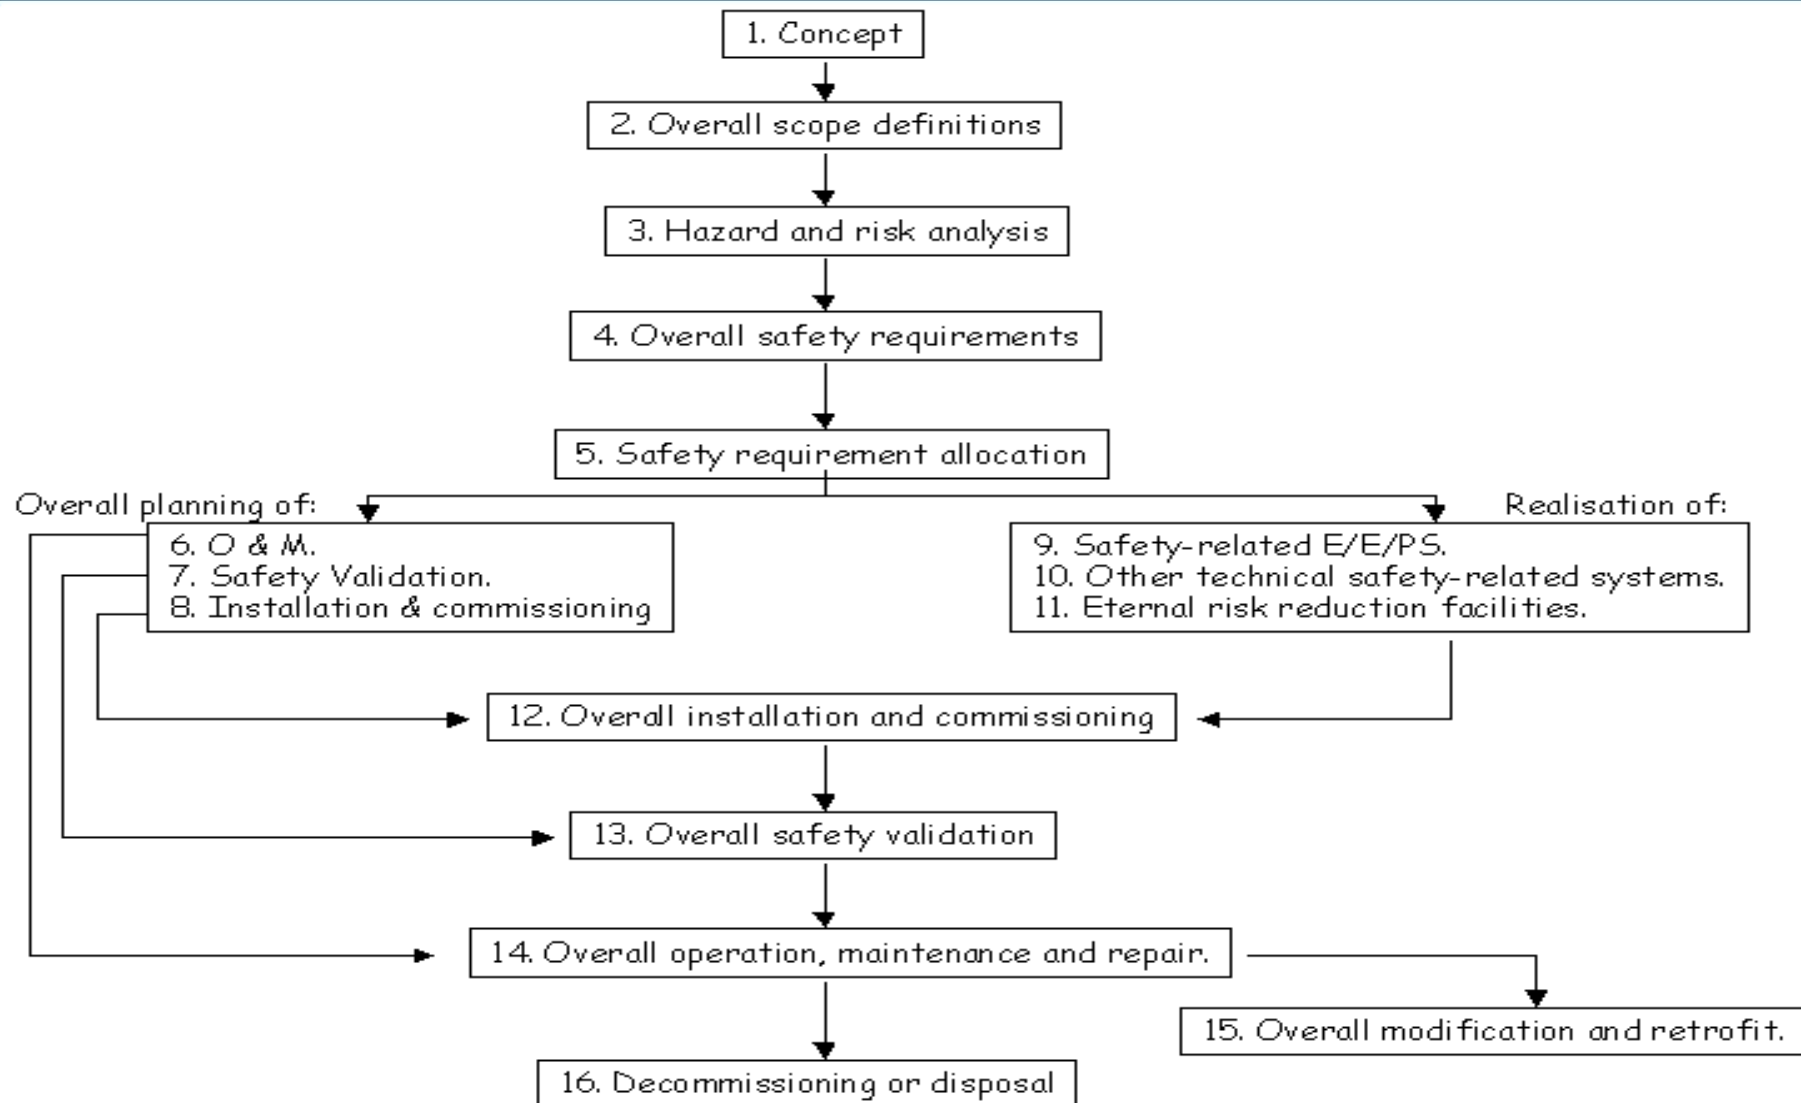 1. Concept
2. Overall scope definitions
3. Hazard and risk analysis
4. Overall safety requirements
5. Safety requirement allocation
Overall planning of:
6. O & M.
7. Safety Validation.
8. Installation & commissioning
Realisation of:
9. Safety-related E/E/PS.
10. Other technical safety-related systems.
11. Eternal risk reduction facilities.
12. Overall installation and commissioning
13. Overall safety validation
14. Overall operation, maintenance and repair.
15. Overall modification and retrofit.
16. Decommissioning or disposal